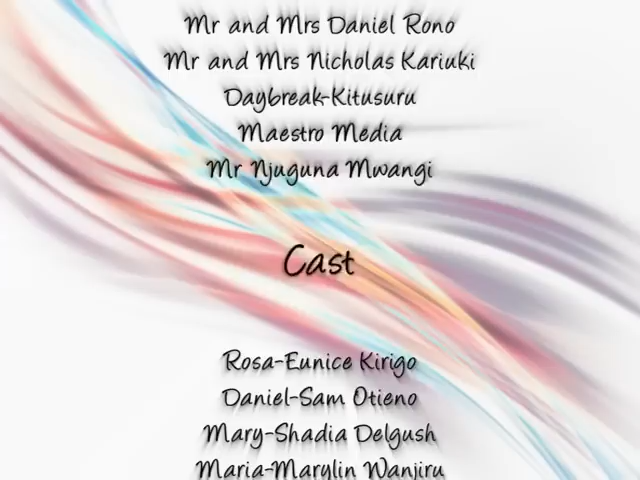 Mr and Mrs Daniel Rono
Mr and Mrs Nicholas Kariuki
Daybreak-Kitusuru
Maestro Media
Mr Njuguna Mwangi
Cast
Rosa-Eunice Kirigo
Daniel-Sam Otieno
Mary-Shadia Delgush
Maria-Marylin Wanjiru